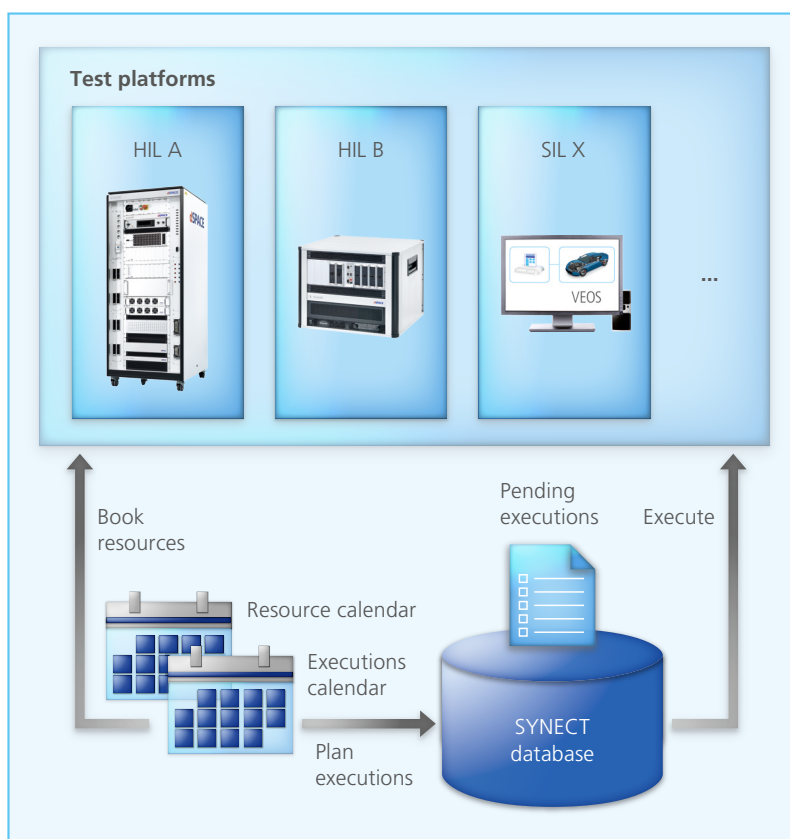 Test platforms
HIL A
HIL B
SIL X
dSPACE
VEOS
...
Pending
executions
Execute
Book
resources
Resource calendar
Executions
calendar
Plan
executions
SYNECT
database